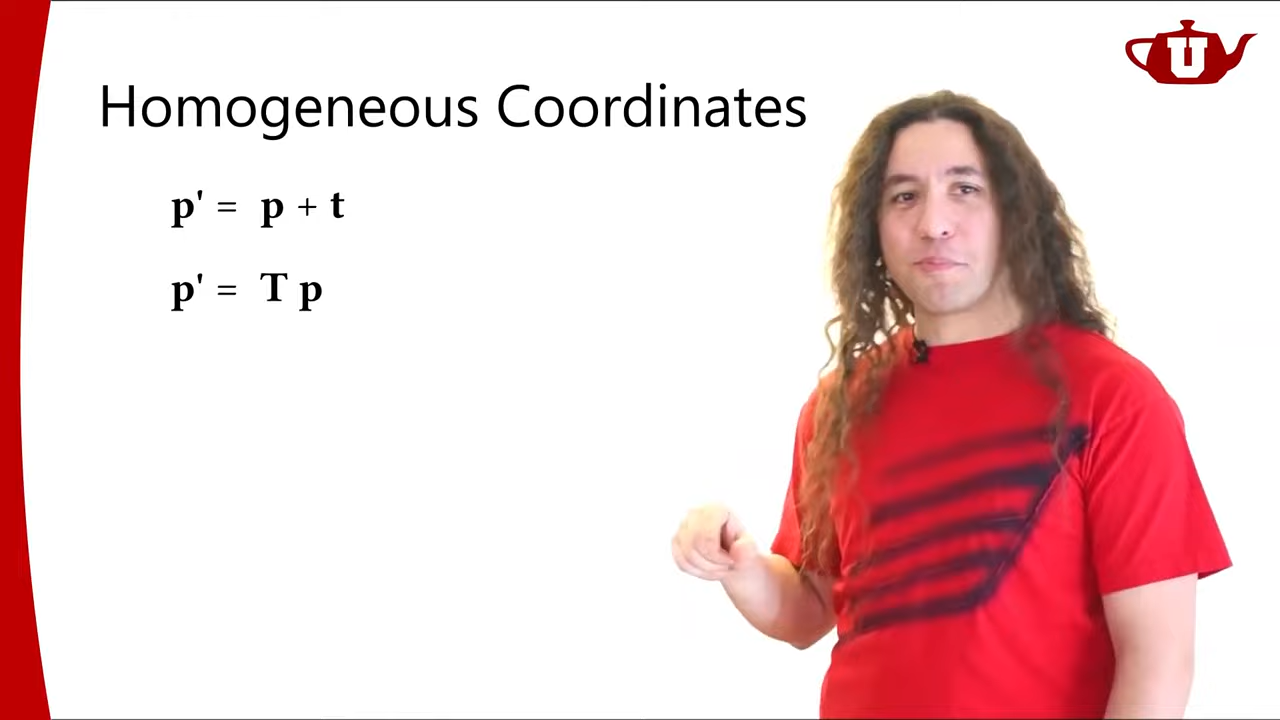 U
Homogeneous Coordinates
p' = p + t
p' = T p